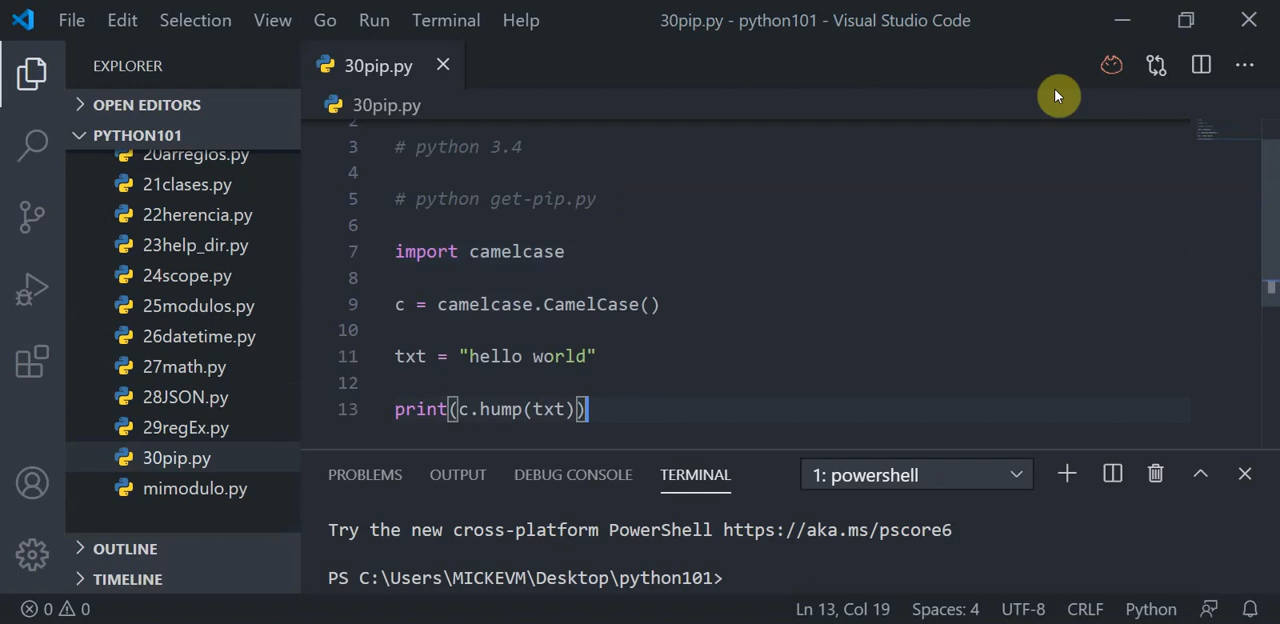 File Edit Selection View Go Run Terminal Help 30pip.py - python101 - Visual Studio Code
EXPLORER
30pip.py
OPEN EDITORS
30pip.py
PYTHON101
20arreglos.py
21clases.py
22herencia.py
23help_dir.py
24scope.py
25modulos.py
26datetime.py
27math.py
28JSON.py
29regEx.py
30pip.py
mimodulo.py
OUTLINE
TIMELINE
2
3 # python 3.4
4
5 # python get-pip.py
6
7 import camelcase
8
9 c = camelcase.CamelCase()
10
11 txt = "hello world"
12
13 print(c.hump(txt))
PROBLEMS OUTPUT DEBUG CONSOLE TERMINAL 1: powershell
Try the new cross-platform PowerShell https://aka.ms/pscore6
PS C:\Users\MICKEVM\Desktop\python101>
0 0 Ln 13, Col 19 Spaces: 4 UTF-8 CRLF Python